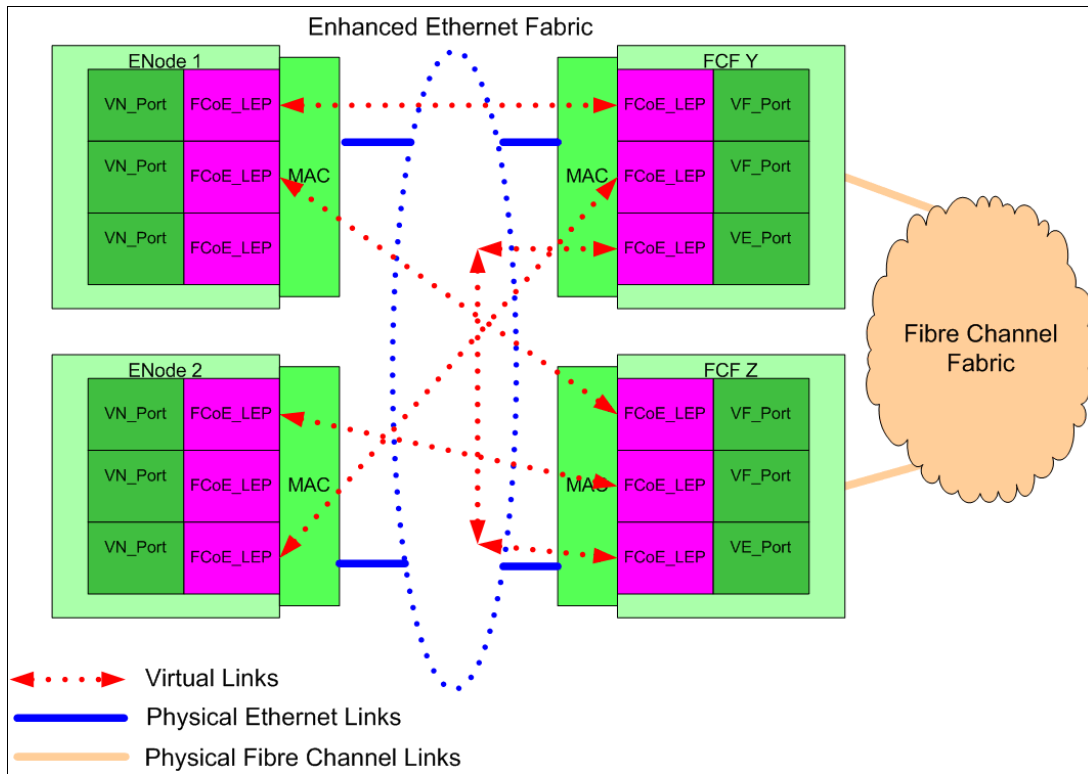 Enhanced Ethernet Fabric
ENode 1
VN_Port
FCoE_LEP
VN_Port
FCoE_LEP
VN_Port
FCoE_LEP
MAC
FCF Y
MAC
FCoE_LEP
VF_Port
FCoE_LEP
VF_Port
FCoE_LEP
VE_Port
Fibre Channel
Fabric
ENode 2
VN_Port
FCoE_LEP
VN_Port
FCoE_LEP
VN_Port
FCoE_LEP
MAC
FCF Z
MAC
FCoE_LEP
VF_Port
FCoE_LEP
VF_Port
FCoE_LEP
VE_Port
Virtual Links
Physical Ethernet Links
Physical Fibre Channel Links